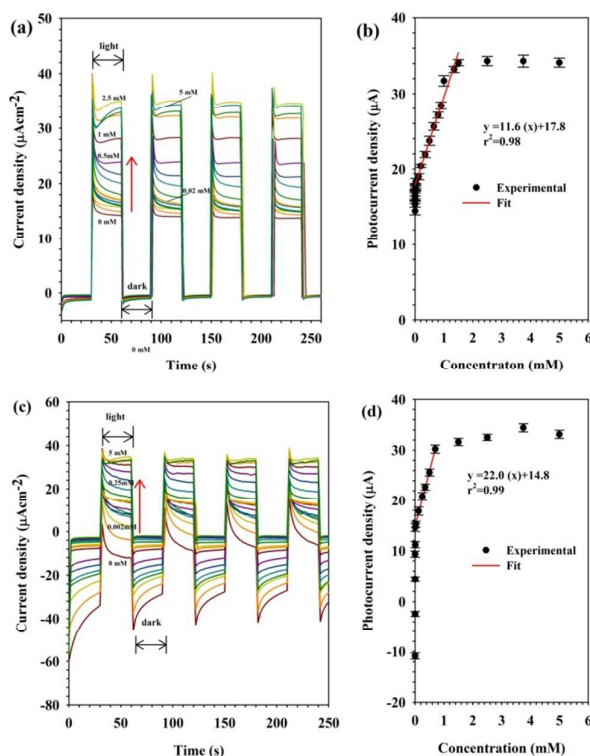 (a)
light
2.5 mM
5 mM
1 mM
0.5mM
0.02 mM
0 mM
dark
0 mM
Current density (μAcm⁻²)
50
40
30
20
10
0
0 50 100 150 200 250
Time (s)
(b)
Photocurrent density (μA)
40
30
20
10
0
y =11.6 (x)+17.8
r²=0.98
Experimental
Fit
0 1 2 3 4 5 6
Concentraton (mM)
(c)
light
5 mM
0.25mM
0.002mM
0 mM
dark
Current density (μAcm⁻²)
60
40
20
0
-20
-40
-60
-80
0 50 100 150 200 250
Time (s)
(d)
Photocurrent density (μA)
40
30
20
10
0
-10
-20
y =22.0 (x)+14.8
r²=0.99
Experimental
Fit
0 1 2 3 4 5 6
Concentration (mM)